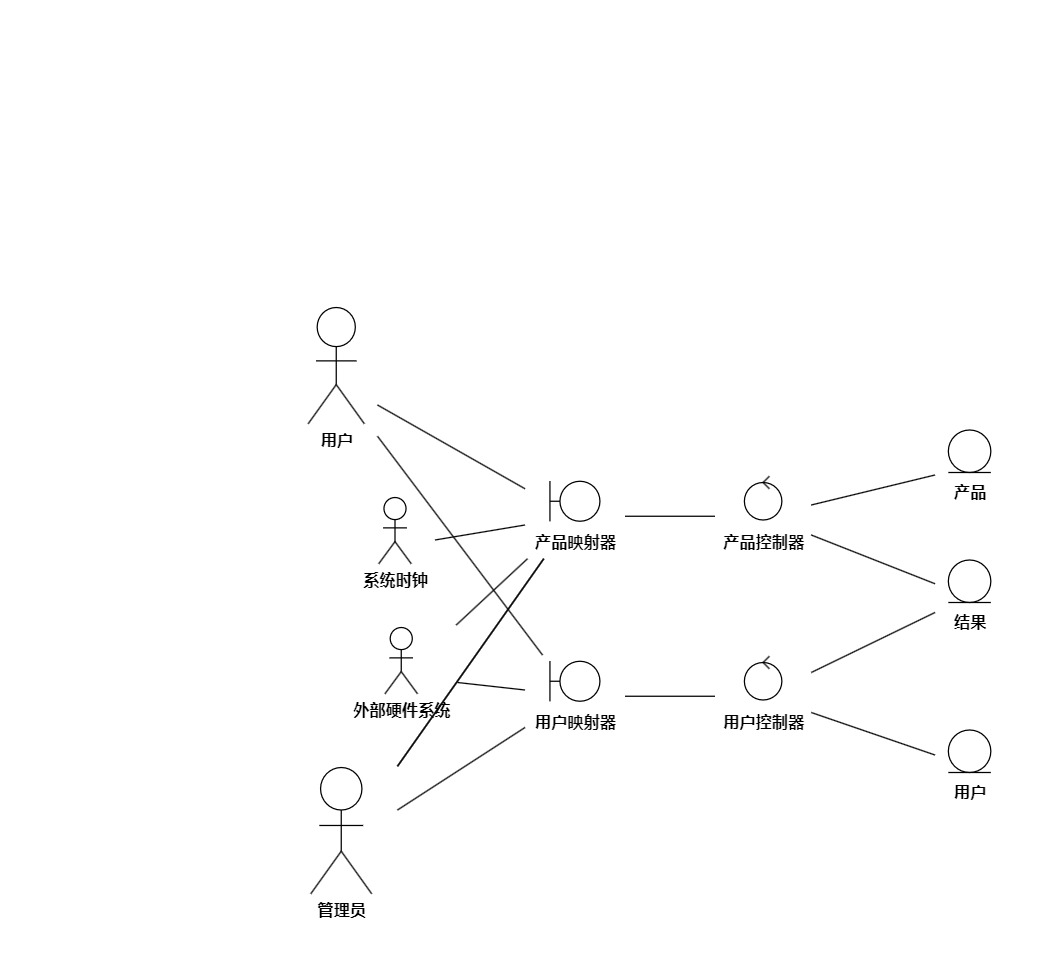 用户
产品
系统时钟
产品映射器
产品控制器
结果
外部硬件系统
用户映射器
用户控制器
用户
管理员